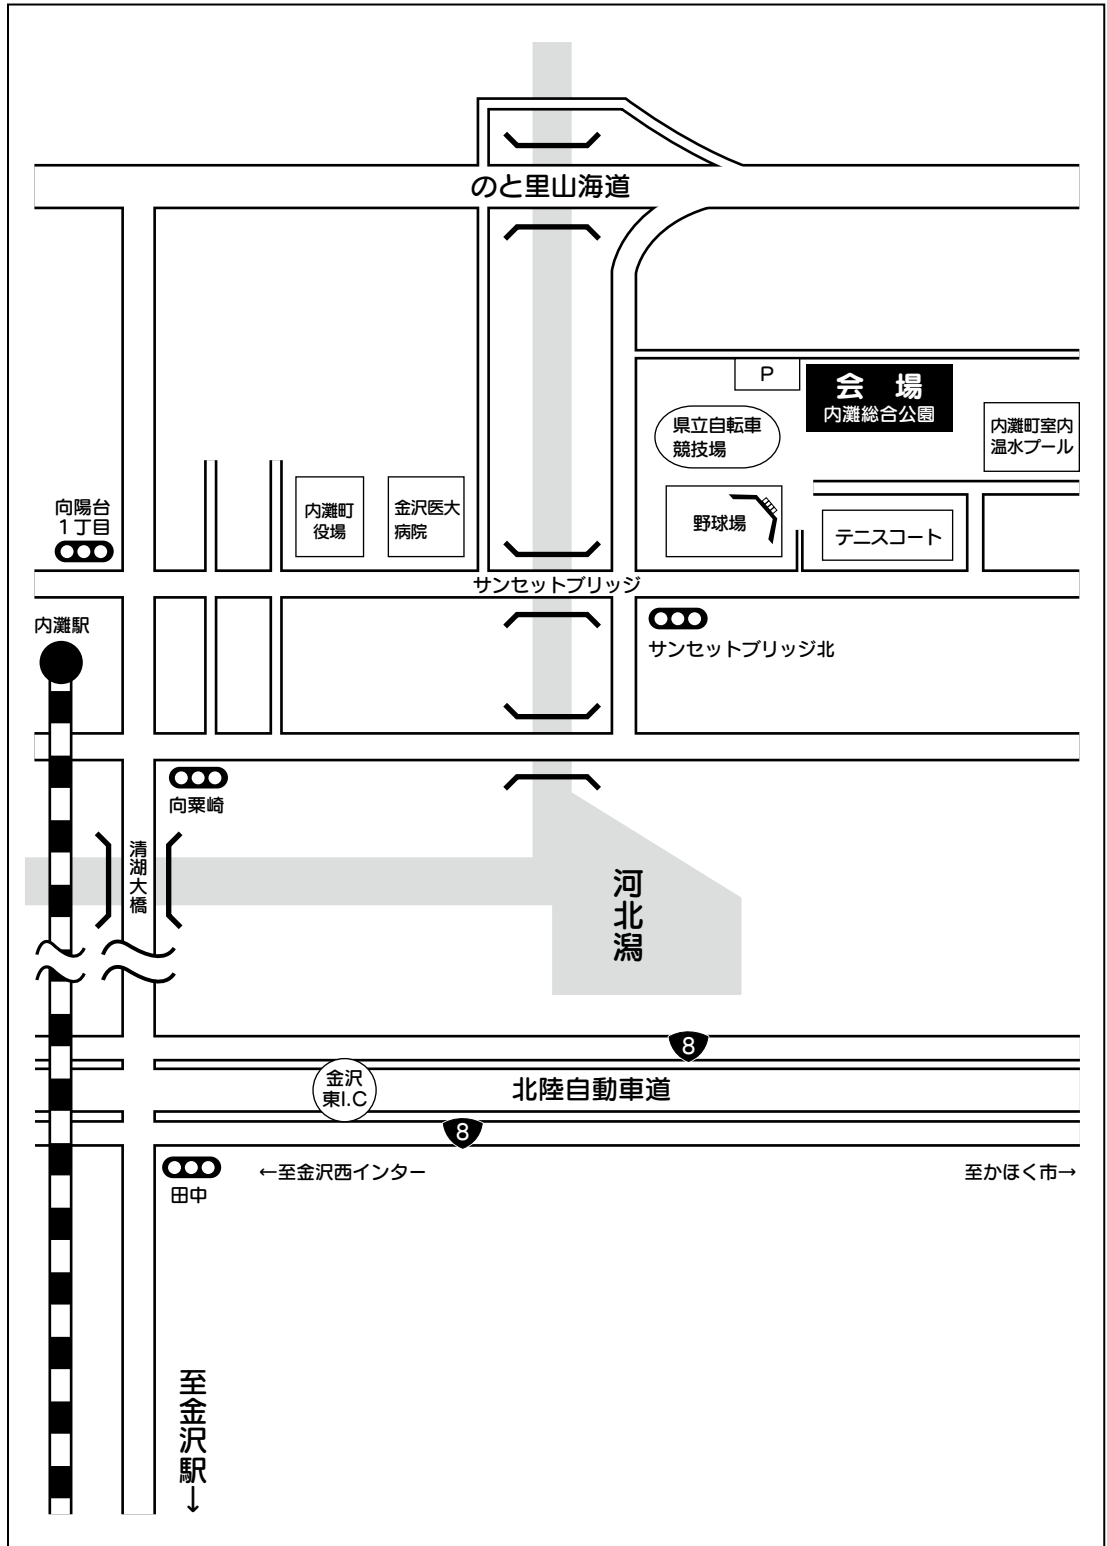 のと里山海道
P
会 場
内灘総合公園
県立自転車
競技場
内灘町室内
温水プール
向陽台
1丁目
内灘町
役場
金沢医大
病院
野球場
テニスコート
サンセットブリッジ
内灘駅
サンセットブリッジ北
向粟崎
清湖大橋
河北潟
8
金沢
東I.C
北陸自動車道
8
田中
←至金沢西インター
至かほく市→
至金沢駅→